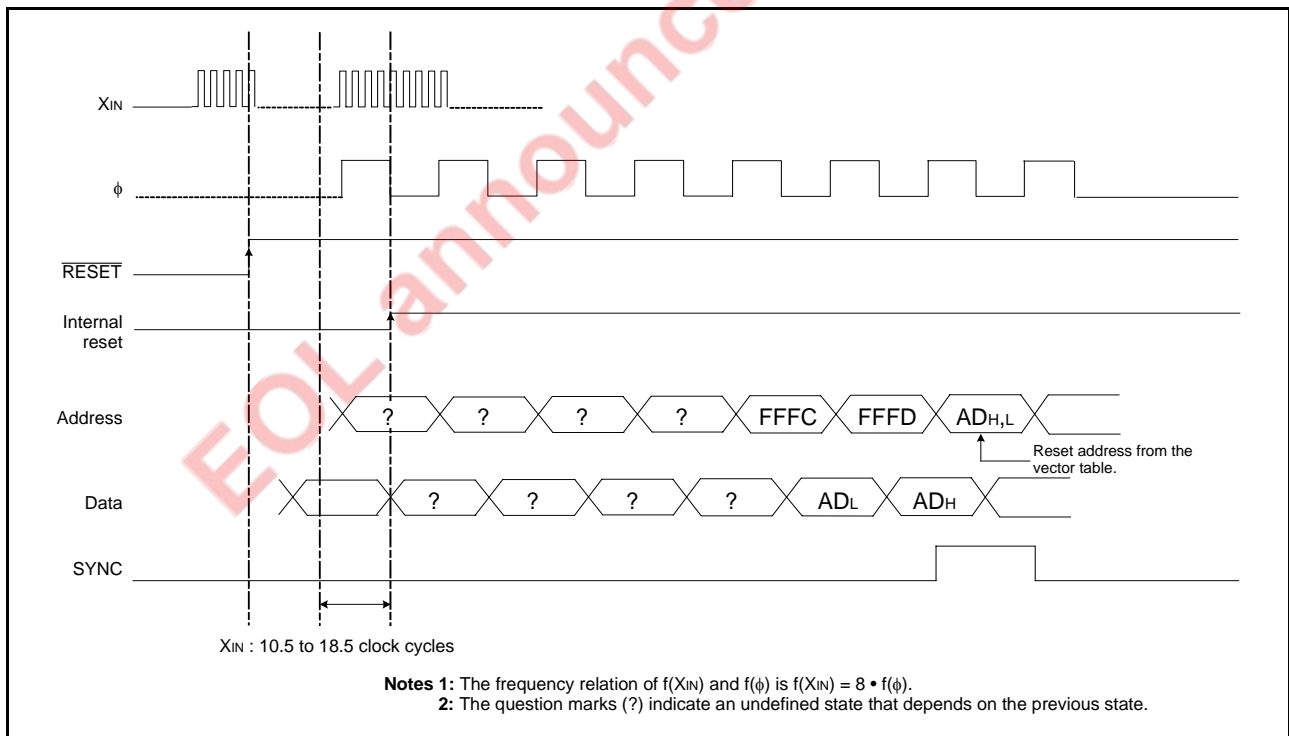 EOL announce
XIN
ϕ
RESET
Internal
reset
Address
? ? ? ? FFFC FFFD ADH,L
Reset address from the
vector table.
Data
? ? ? ? ADL ADH
SYNC
XIN : 10.5 to 18.5 clock cycles
Notes 1: The frequency relation of f(XIN) and f(ϕ) is f(XIN) = 8 • f(ϕ).
2: The question marks (?) indicate an undefined state that depends on the previous state.